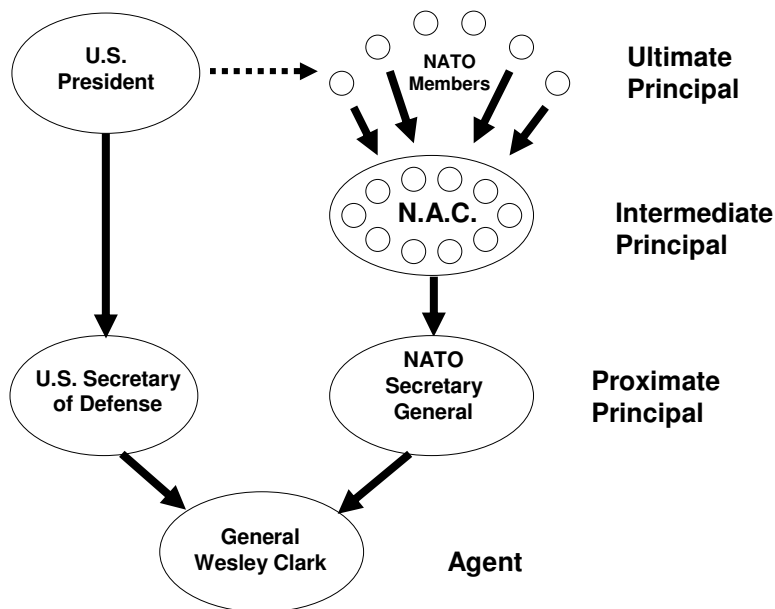 U.S.
President
NATO
Members
Ultimate
Principal
N.A.C.
Intermediate
Principal
U.S. Secretary
of Defense
NATO
Secretary
General
Proximate
Principal
General
Wesley Clark
Agent